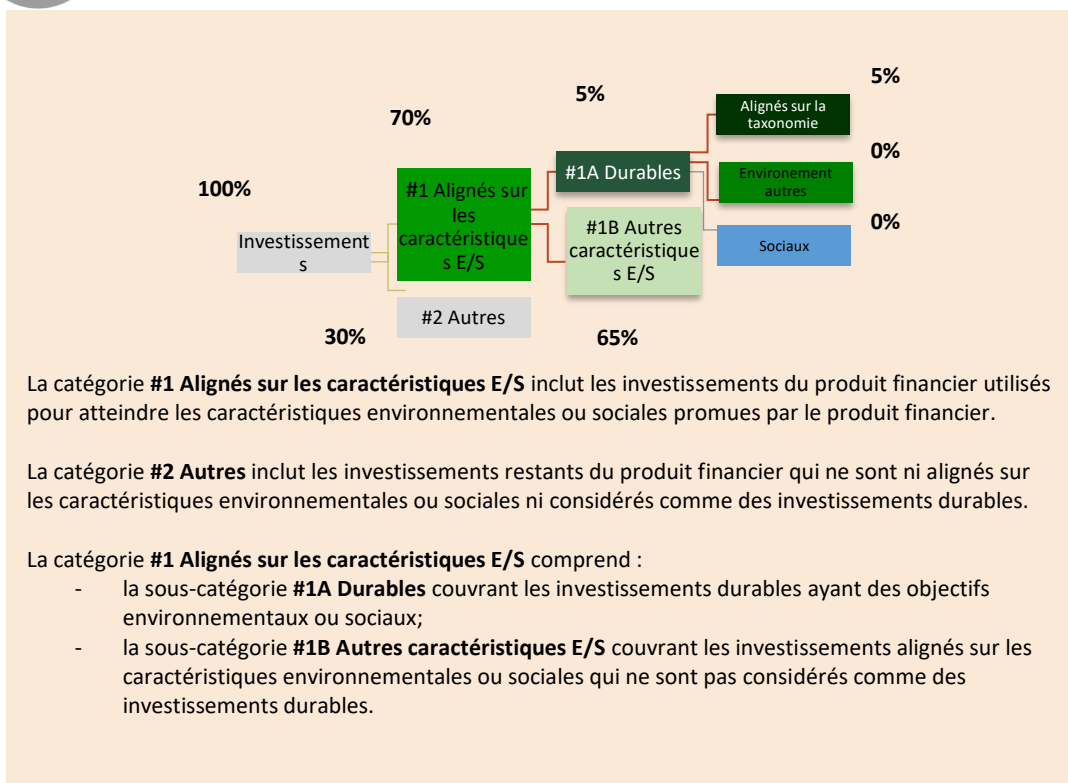 5%
5%
70%
Alignés sur la
taxonomie
0%
#1A Durables
Environement
autres
100%
#1 Alignés sur
les
caractéristique
s E/S
0%
#1B Autres
caractéristique
s E/S
Investissement
s
Sociaux
#2 Autres
30%
65%
La catégorie #1 Alignés sur les caractéristiques E/S inclut les investissements du produit financier utilisés
pour atteindre les caractéristiques environnementales ou sociales promues par le produit financier.
La catégorie #2 Autres inclut les investissements restants du produit financier qui ne sont ni alignés sur
les caractéristiques environnementales ou sociales ni considérés comme des investissements durables.
La catégorie #1 Alignés sur les caractéristiques E/S comprend :
- la sous-catégorie #1A Durables couvrant les investissements durables ayant des objectifs
environnementaux ou sociaux;
- la sous-catégorie #1B Autres caractéristiques E/S couvrant les investissements alignés sur les
caractéristiques environnementales ou sociales qui ne sont pas considérés comme des
investissements durables.